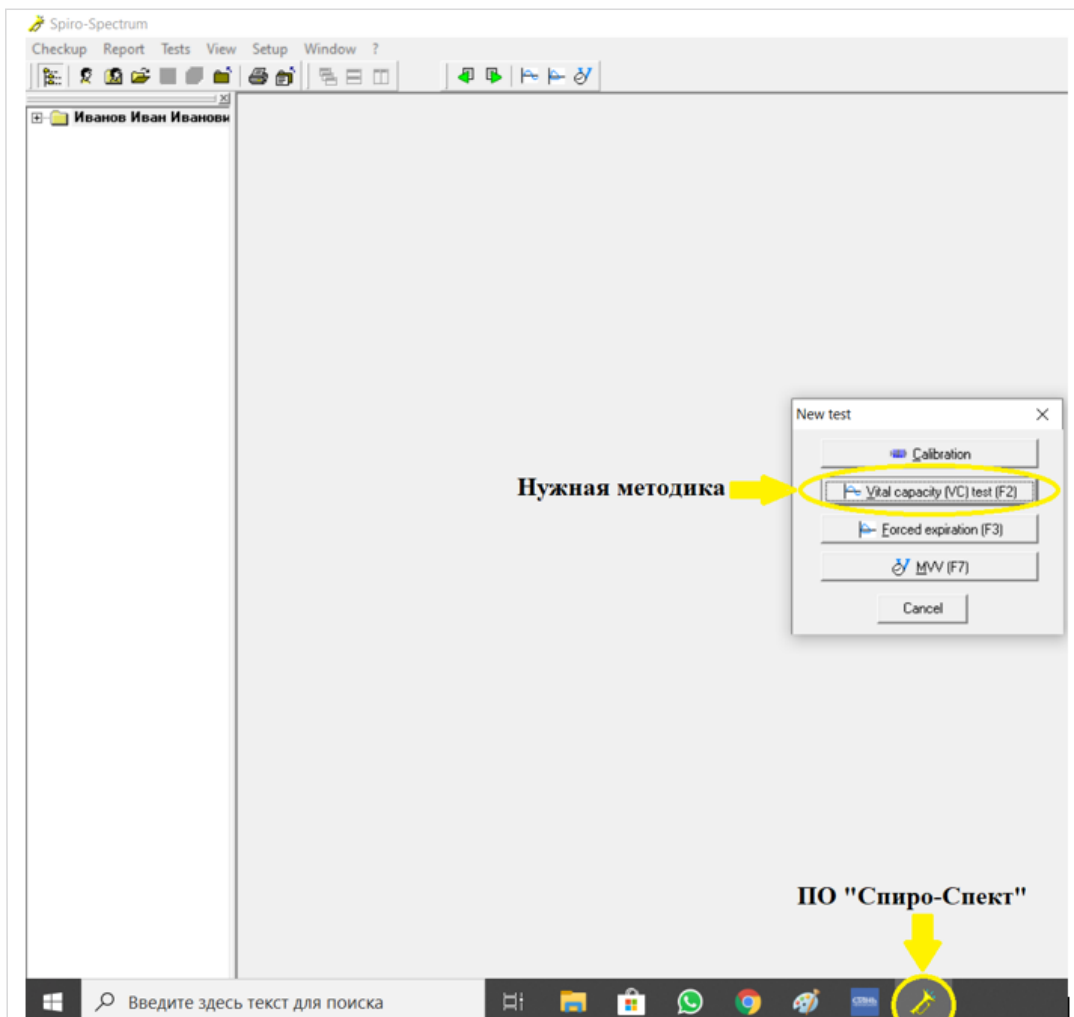 Spiro-Spectrum
Checkup Report Tests View Setup Window ?
Иванов Иван Иванови
New test
Calibration
Нужная методика
Vital capacity (VC) test (F2)
Forced expiration (F3)
MVV (F7)
Cancel
ПО "Спиро-Спект"
Введите здесь текст для поиска